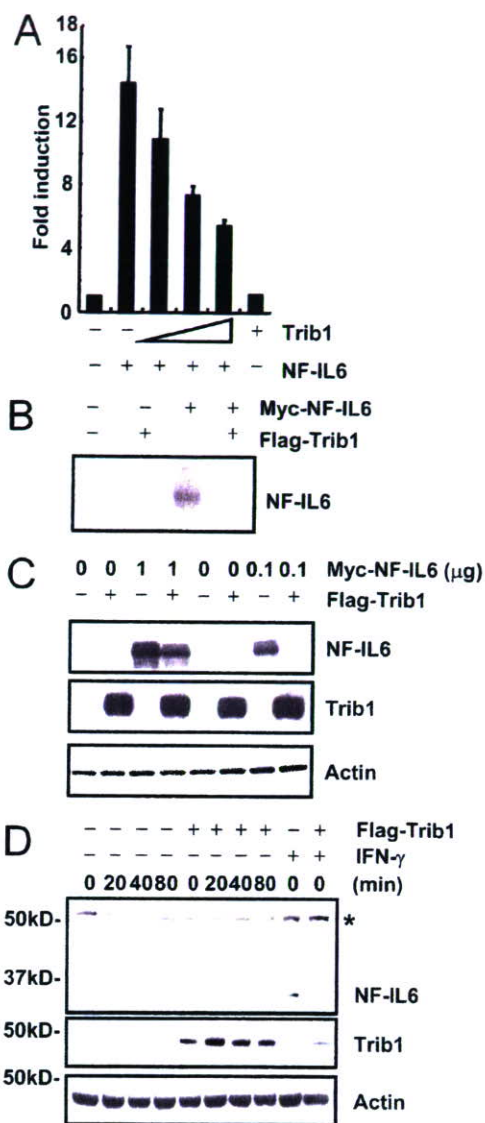 A
18
16
12
8
4
0
Fold induction
− − + Trib1
− + + + + − NF-IL6
B
− − + + Myc-NF-IL6
− + − + Flag-Trib1
NF-IL6
C
0 0 1 1 0 0 0.1 0.1 Myc-NF-IL6 (μg)
− + − + − + − + Flag-Trib1
NF-IL6
Trib1
Actin
D
− − − − + + + + − + Flag-Trib1
− − − − − − − − + + IFN-γ
0 20 40 80 0 20 40 80 0 0 (min)
50kD- *
37kD-
NF-IL6
50kD- Trib1
50kD-
Actin